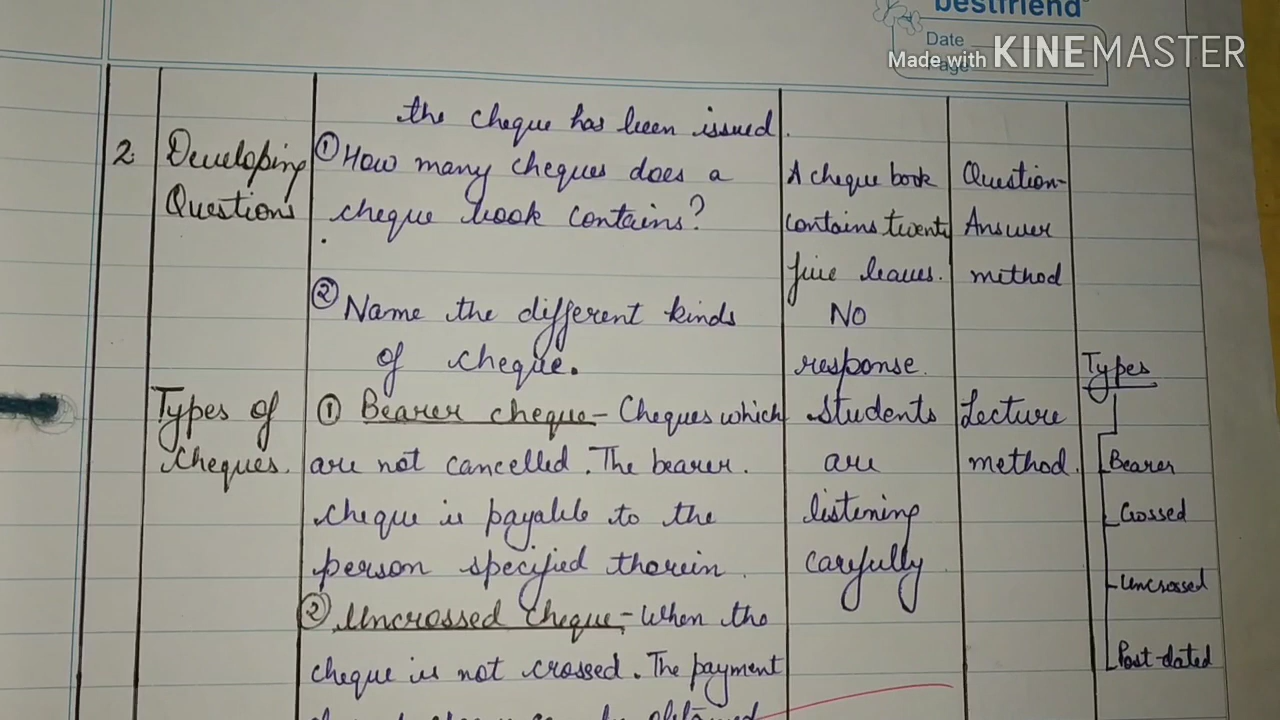 bestfriend
Date
Page
Made with KINEMASTER
the cheque has been issued.
2
Developing
Questions
① How many cheques does a
cheque book contains?
A cheque book
contains twenty
five leaves.
Question-
Answer
method
② Name the different kinds
of cheque.
No
response.
Types of
cheques.
① Bearer cheque - Cheques which
are not cancelled. The bearer
cheque is payable to the
person specified therein.
Students
are
listening
carefully
Lecture
method.
Types
Bearer
Crossed
Uncrossed
Post-dated
② Uncrossed Cheque - When the
cheque is not crossed. The payment